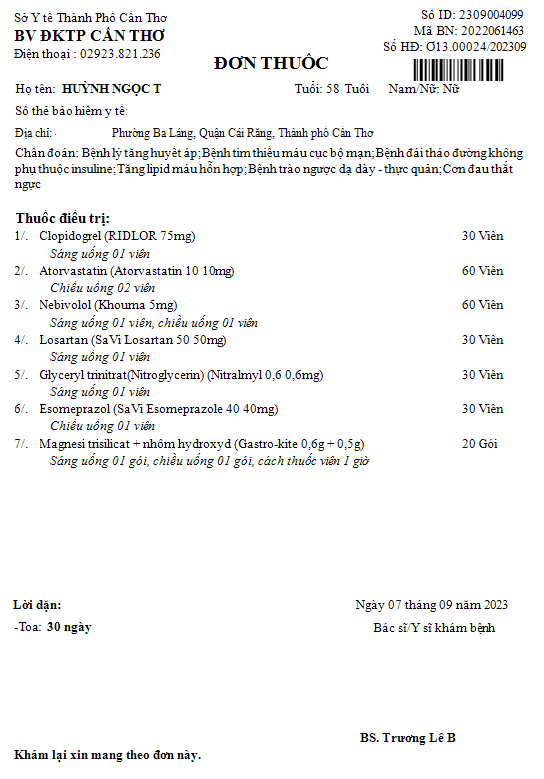 Sở Y tế Thành Phố Cần Thơ
BV ĐKTP CẦN THƠ
Điện thoại : 02923.821.236
Số ID: 2309004099
Mã BN: 2022061463
Số HĐ: Ơ13.00024/202309
ĐƠN THUỐC
Họ tên: HUỲNH NGỌC T Tuổi: 58 Tuổi Nam/Nữ: Nữ
Số thẻ bảo hiểm y tế:
Địa chỉ: Phường Ba Láng, Quận Cái Răng, Thành phố Cần Thơ
Chẩn đoán: Bệnh lý tăng huyết áp;Bệnh tim thiếu máu cục bộ mạn;Bệnh đái tháo đường không
phụ thuộc insuline;Tăng lipid máu hỗn hợp;Bệnh trào ngược dạ dày - thực quản;Cơn đau thắt
ngực
Thuốc điều trị:
1/. Clopidogrel (RIDLOR 75mg) 30 Viên
Sáng uống 01 viên
2/. Atorvastatin (Atorvastatin 10 10mg) 60 Viên
Chiều uống 02 viên
3/. Nebivolol (Khouma 5mg) 60 Viên
Sáng uống 01 viên, chiều uống 01 viên
4/. Losartan (SaVi Losartan 50 50mg) 30 Viên
Sáng uống 01 viên
5/. Glyceryl trinitrat(Nitroglycerin) (Nitralmyl 0,6 0,6mg) 30 Viên
Sáng uống 01 viên
6/. Esomeprazol (SaVi Esomeprazole 40 40mg) 30 Viên
Chiều uống 01 viên
7/. Magnesi trisilicat + nhôm hydroxyd (Gastro-kite 0,6g + 0,5g) 20 Gói
Sáng uống 01 gói, chiều uống 01 gói, cách thuốc viên 1 giờ
Lời dặn:
-Toa: 30 ngày
Ngày 07 tháng 09 năm 2023
Bác sĩ/Y sĩ khám bệnh
BS. Trương Lê B
Khám lại xin mang theo đơn này.